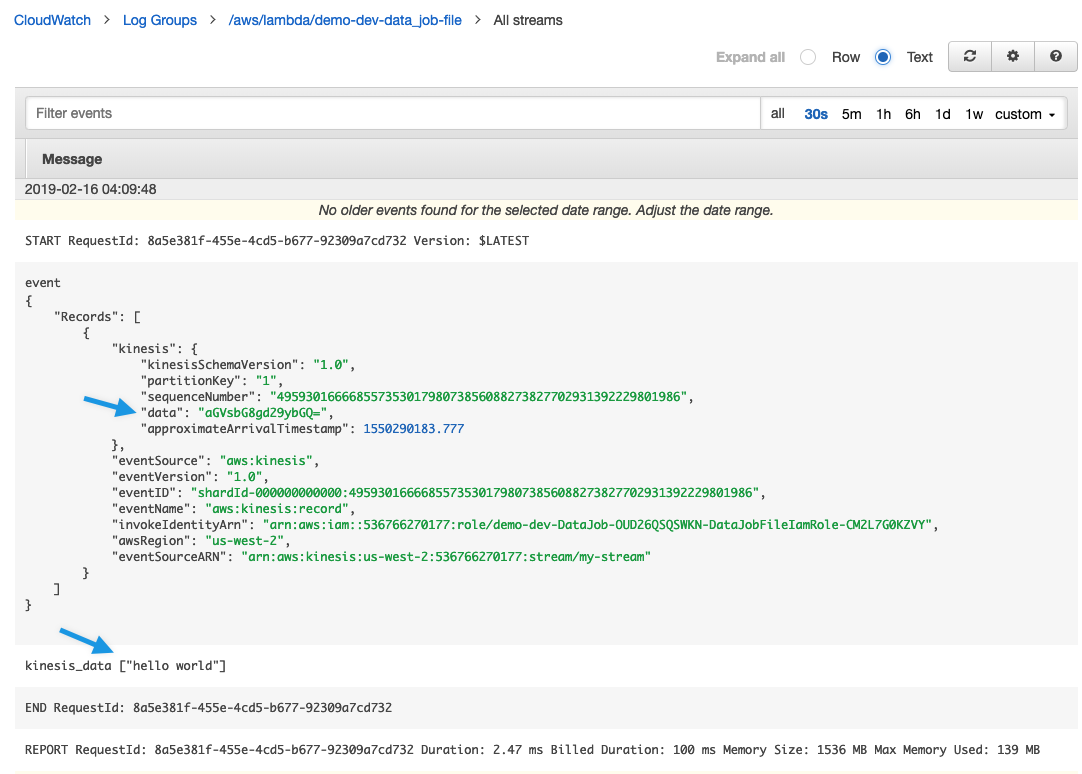 CloudWatch > Log Groups > /aws/lambda/demo-dev-data_job-file > All streams
Expand all Row Text
Filter events all 30s 5m 1h 6h 1d 1w custom
Message
2019-02-16 04:09:48
No older events found for the selected date range. Adjust the date range.
START RequestId: 8a5e381f-455e-4cd5-b677-92309a7cd732 Version: $LATEST
event
{
    "Records": [
        {
            "kinesis": {
                "kinesisSchemaVersion": "1.0",
                "partitionKey": "1",
                "sequenceNumber": "49593016666855735301798073856088273827702931392229801986",
                "data": "aGVsbG8gd29ybGQ=",
                "approximateArrivalTimestamp": 1550290183.777
            },
            "eventSource": "aws:kinesis",
            "eventVersion": "1.0",
            "eventID": "shardId-000000000000:49593016666855735301798073856088273827702931392229801986",
            "eventName": "aws:kinesis:record",
            "invokeIdentityArn": "arn:aws:iam::536766270177:role/demo-dev-DataJob-OUD26QSQSWKN-DataJobFileIamRole-CM2L7G0KZVY",
            "awsRegion": "us-west-2",
            "eventSourceARN": "arn:aws:kinesis:us-west-2:536766270177:stream/my-stream"
        }
    ]
}
kinesis_data ["hello world"]
END RequestId: 8a5e381f-455e-4cd5-b677-92309a7cd732
REPORT RequestId: 8a5e381f-455e-4cd5-b677-92309a7cd732 Duration: 2.47 ms Billed Duration: 100 ms Memory Size: 1536 MB Max Memory Used: 139 MB